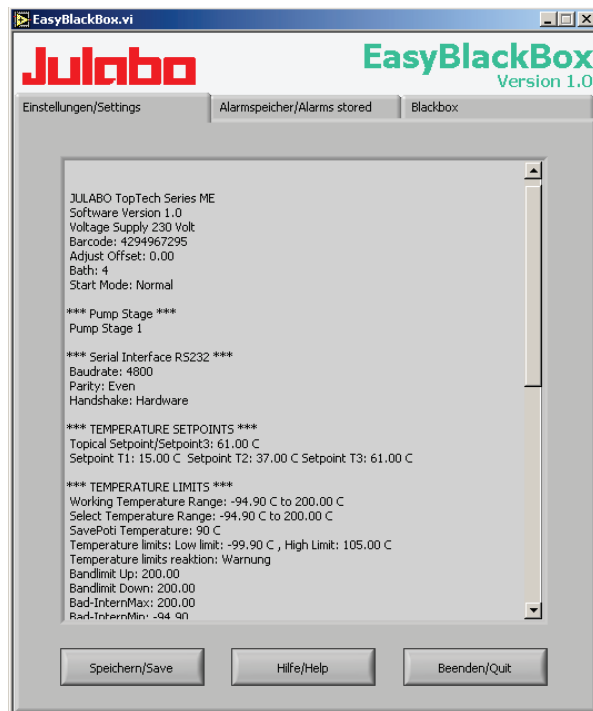 EasyBlackBox.vi
Julabo
EasyBlackBox
Version 1.0
Einstellungen/Settings
Alarmspeicher/Alarms stored
Blackbox
JULABO TopTech Series ME
Software Version 1.0
Voltage Supply 230 Volt
Barcode: 4294967295
Adjust Offset: 0.00
Bath: 4
Start Mode: Normal
*** Pump Stage ***
Pump Stage 1
*** Serial Interface RS232 ***
Baudrate: 4800
Parity: Even
Handshake: Hardware
*** TEMPERATURE SETPOINTS ***
Topical Setpoint/Setpoint3: 61.00 C
Setpoint T1: 15.00 C Setpoint T2: 37.00 C Setpoint T3: 61.00 C
*** TEMPERATURE LIMITS ***
Working Temperature Range: -94.90 C to 200.00 C
Select Temperature Range: -94.90 C to 200.00 C
SavePoti Temperature: 90 C
Temperature limits: Low limit: -99.90 C , High Limit: 105.00 C
Temperature limits reaktion: Warnung
Bandlimit Up: 200.00
Bandlimit Down: 200.00
Bad-InternMax: 200.00
Bad-InternMin: -94.90
Speichern/Save
Hilfe/Help
Beenden/Quit